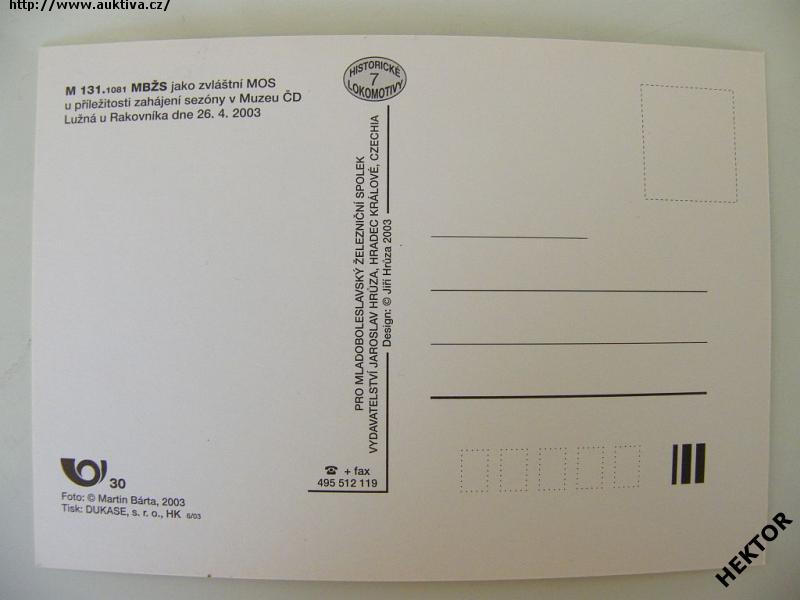 http://www.auktiva.cz/
M 131.1081 MBŽS jako zvláštní MOS
u příležitosti zahájení sezóny v Muzeu ČD
Lužná u Rakovníka dne 26. 4. 2003
HISTORICKÉ
7
LOKOMOTIVY
PRO MLADOBOLESLAVSKÝ ŽELEZNIČNÍ SPOLEK
VYDAVATELSTVÍ JAROSLAV HRŮZA, HRADEC KRÁLOVÉ, CZECHIA
Design: © Jiří Hrůza 2003
☎ + fax
495 512 119
30
Foto: © Martin Bárta, 2003
Tisk: DUKASE, s. r. o., HK 6/03
HEKTOR